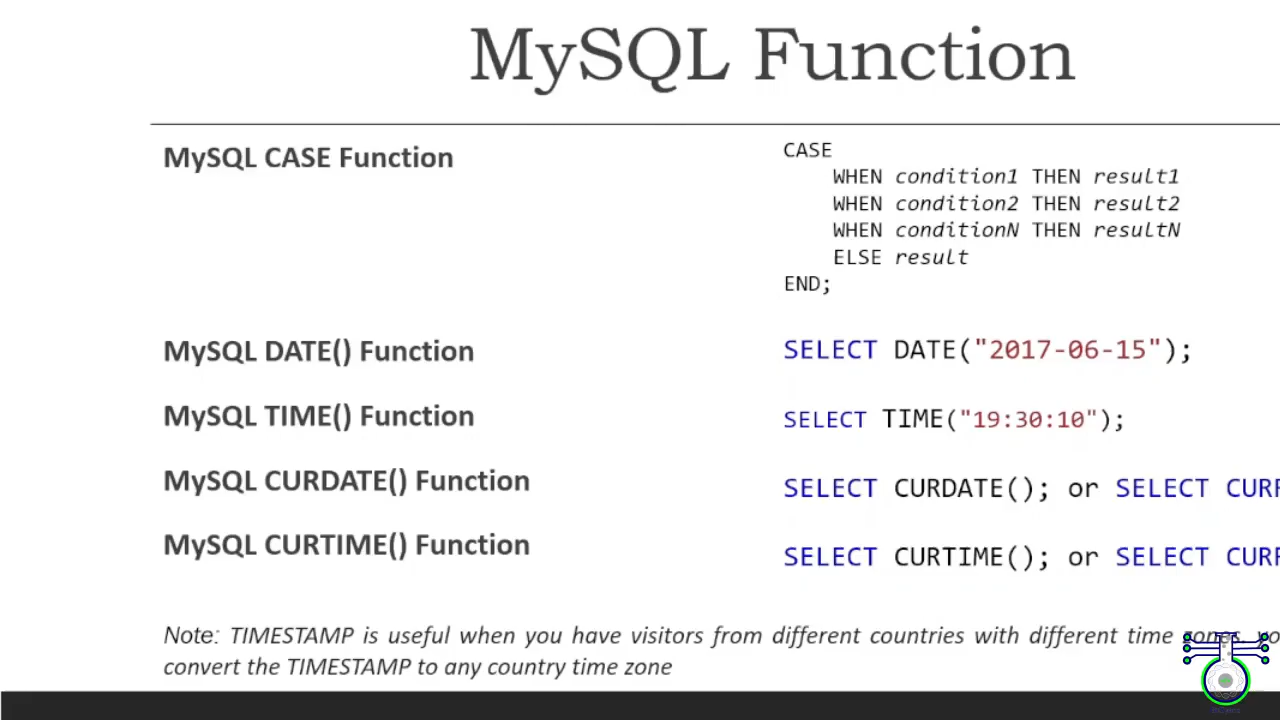 MySQL Function
MySQL CASE Function
CASE
WHEN condition1 THEN result1
WHEN condition2 THEN result2
WHEN conditionN THEN resultN
ELSE result
END;
MySQL DATE() Function
SELECT DATE("2017-06-15");
MySQL TIME() Function
SELECT TIME("19:30:10");
MySQL CURDATE() Function
SELECT CURDATE(); or SELECT
MySQL CURTIME() Function
SELECT CURTIME(); or SELECT
Note: TIMESTAMP is useful when you have visitors from different countries with different time
convert the TIMESTAMP to any country time zone